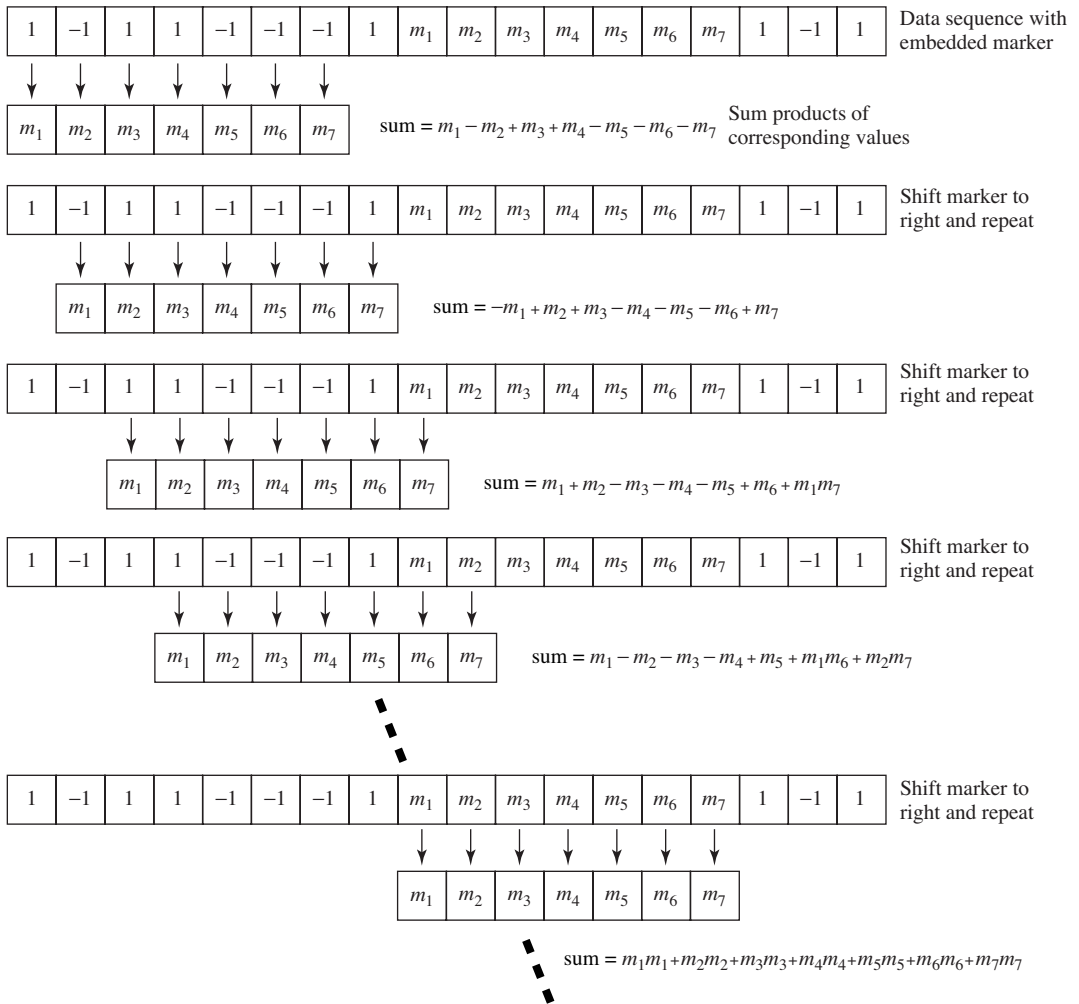 1 −1 1 1 −1 −1 −1 1 m₁ m₂ m₃ m₄ m₅ m₆ m₇ 1 −1 1
Data sequence with
embedded marker
m₁ m₂ m₃ m₄ m₅ m₆ m₇
sum = m₁ − m₂ + m₃ + m₄ − m₅ − m₆ − m₇
Sum products of
corresponding values
1 −1 1 1 −1 −1 −1 1 m₁ m₂ m₃ m₄ m₅ m₆ m₇ 1 −1 1
Shift marker to
right and repeat
m₁ m₂ m₃ m₄ m₅ m₆ m₇
sum = −m₁ + m₂ + m₃ − m₄ − m₅ − m₆ + m₇
1 −1 1 1 −1 −1 −1 1 m₁ m₂ m₃ m₄ m₅ m₆ m₇ 1 −1 1
Shift marker to
right and repeat
m₁ m₂ m₃ m₄ m₅ m₆ m₇
sum = m₁ + m₂ − m₃ − m₄ − m₅ + m₆ + m₁m₇
1 −1 1 1 −1 −1 −1 1 m₁ m₂ m₃ m₄ m₅ m₆ m₇ 1 −1 1
Shift marker to
right and repeat
m₁ m₂ m₃ m₄ m₅ m₆ m₇
sum = m₁ − m₂ − m₃ − m₄ + m₅ + m₁m₆ + m₂m₇
1 −1 1 1 −1 −1 −1 1 m₁ m₂ m₃ m₄ m₅ m₆ m₇ 1 −1 1
Shift marker to
right and repeat
m₁ m₂ m₃ m₄ m₅ m₆ m₇
sum = m₁m₁+m₂m₂+m₃m₃+m₄m₄+m₅m₅+m₆m₆+m₇m₇